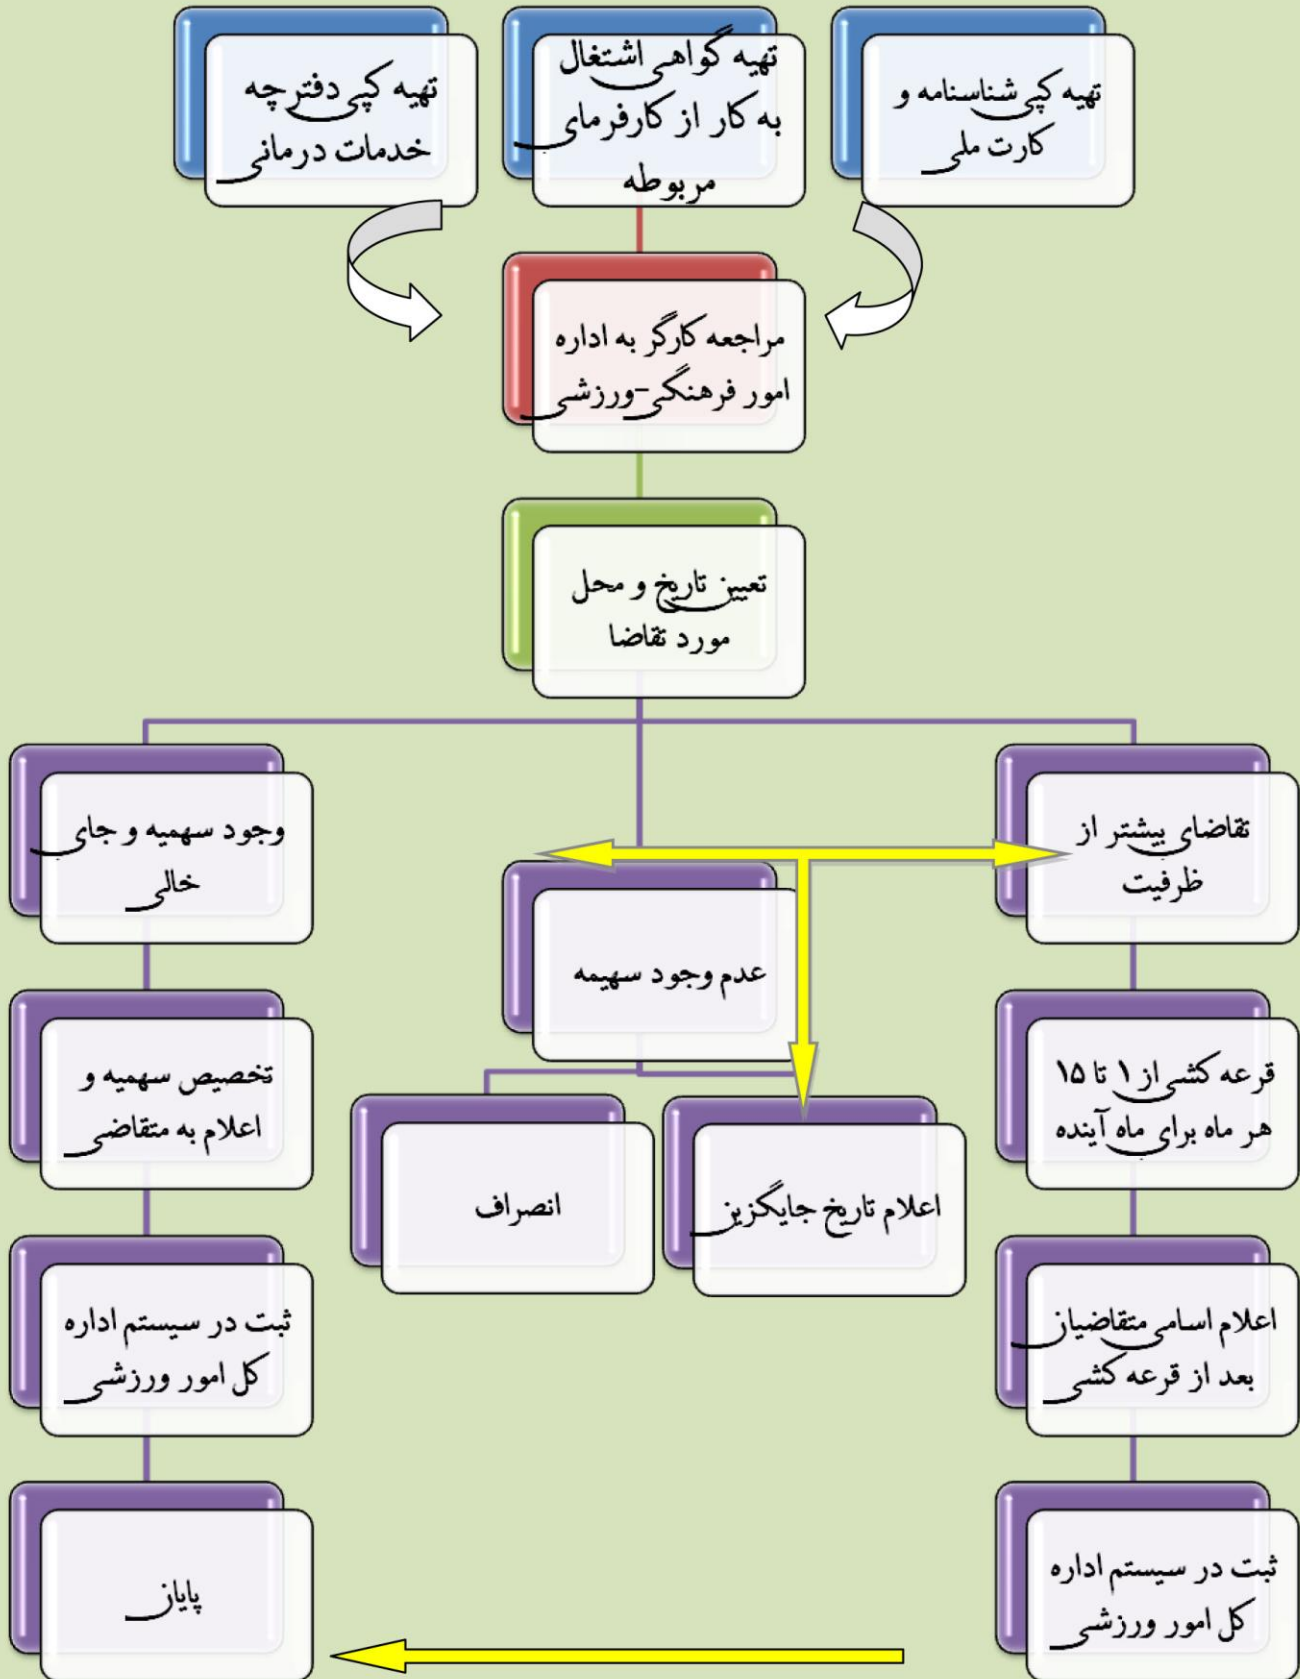 تهیه کپی شناسنامه و
کارت ملی
تهیه گواهی اشتغال
به کار از کارفرمای
مربوطه
تهیه کپی دفترچه
خدمات درمانی
مراجعه کارگر به اداره
امور فرهنگی-ورزشی
تعیین تاریخ و محل
مورد تقاضا
تقاضای بیشتر از
ظرفیت
قرعه کشی از ۱ تا ۱۵
هر ماه برای ماه آینده
اعلام اسامی متقاضیان
بعد از قرعه کشی
ثبت در سیستم اداره
کل امور ورزشی
عدم وجود سهیمه
اعلام تاریخ جایگزین
انصراف
وجود سهمیه و جای
خالی
تخصیص سهمیه و
اعلام به متقاضی
ثبت در سیستم اداره
کل امور ورزشی
پایان